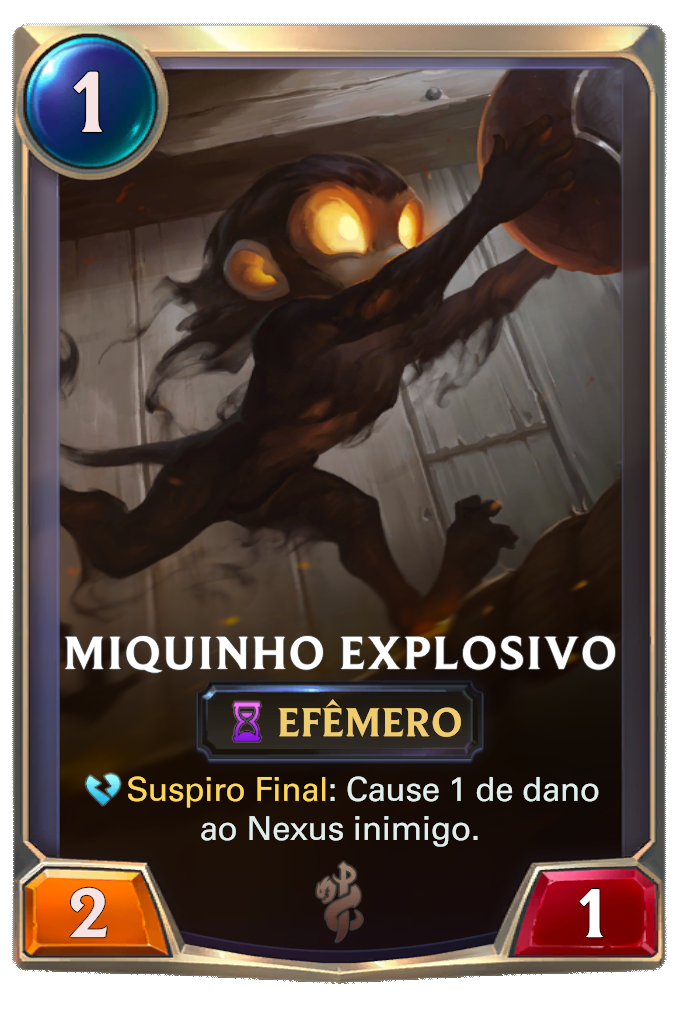 1
MIQUINHO EXPLOSIVO
EFÊMERO
Suspiro Final: Cause 1 de dano
ao Nexus inimigo.
2
1